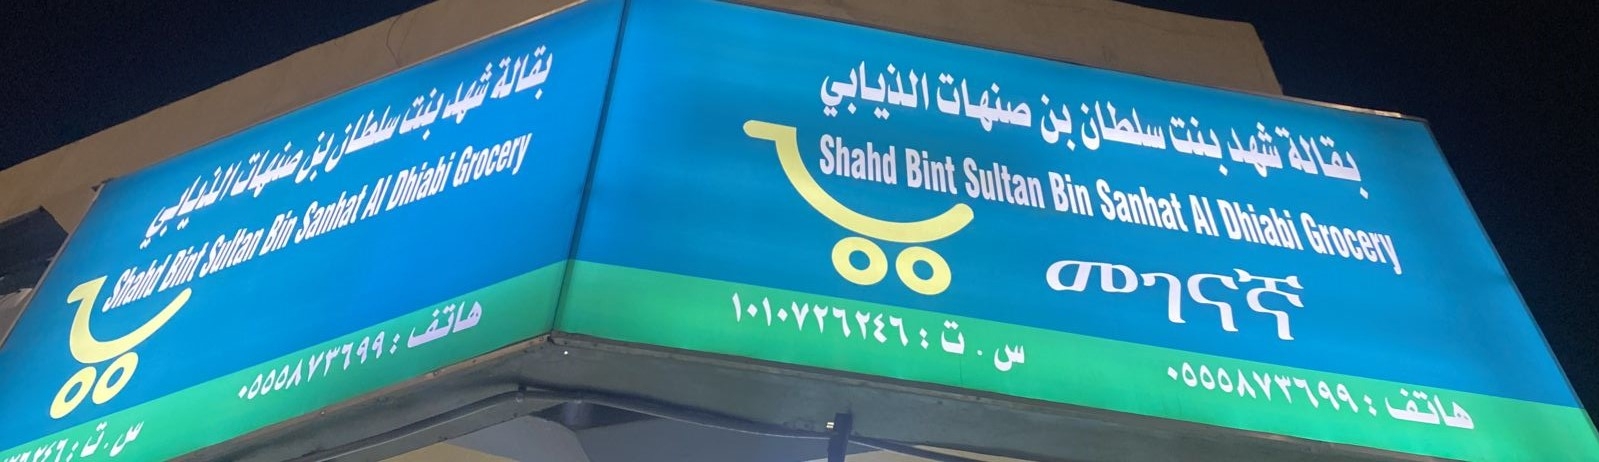 بقالة شهد بنت سلطان بن صنهات الذيابي
Shahd Bint Sultan Bin Sanhat Al Dhiabi Grocery
هاتف : ٠٥٥٥٨٧٣٦٩٩
س . ت :
بقالة شهد بنت سلطان بن صنهات الذيابي
Shahd Bint Sultan Bin Sanhat Al Dhiabi Grocery
መገናኛ
هاتف : ٠٥٥٥٨٧٣٦٩٩
س . ت : ١٠١٠٧٢٦٢٤٦